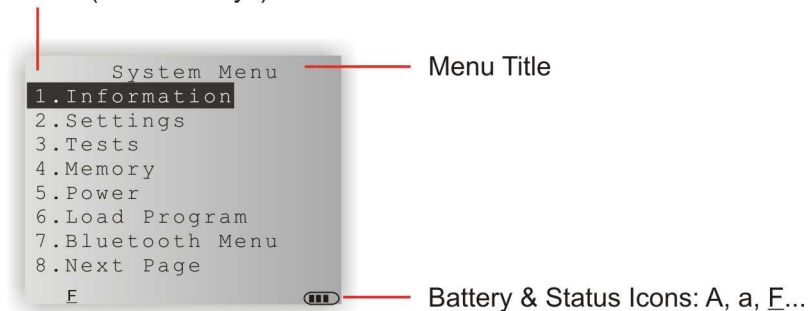 System Menu
Menu Title
1.Information
2.Settings
3.Tests
4.Memory
5.Power
6.Load Program
7.Bluetooth Menu
8.Next Page
F
Battery & Status Icons: A, a, F...